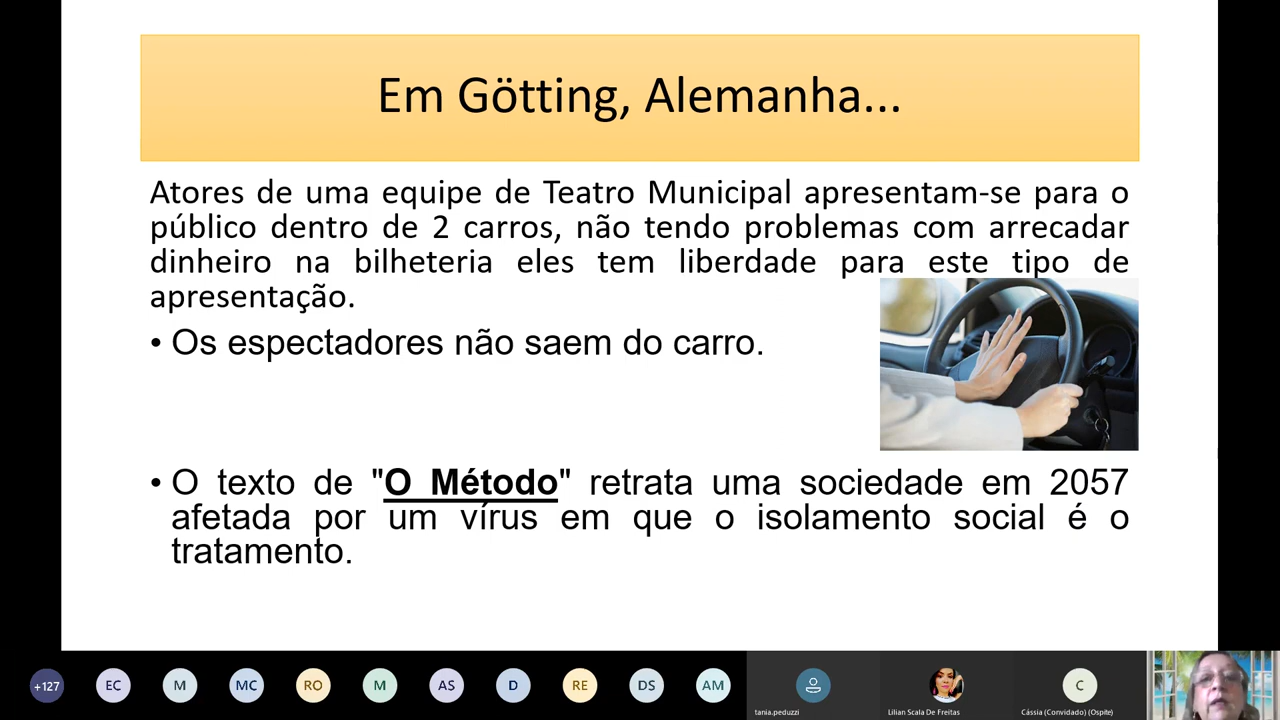 Em Götting, Alemanha...
Atores de uma equipe de Teatro Municipal apresentam-se para o
público dentro de 2 carros, não tendo problemas com arrecadar
dinheiro na bilheteria eles tem liberdade para este tipo de
apresentação.
• Os espectadores não saem do carro.
• O texto de "O Método" retrata uma sociedade em 2057
afetada por um vírus em que o isolamento social é o
tratamento.
+127 EC M MC RO M AS D RE DS AM C
tania.peduzzi Lilian Scala De Freitas Cássia (Convidado) (Ospite)